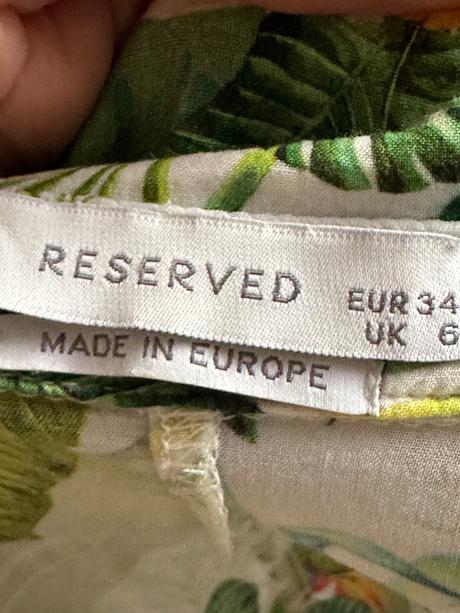 RESERVED
EUR 34
UK 6
MADE IN EUROPE